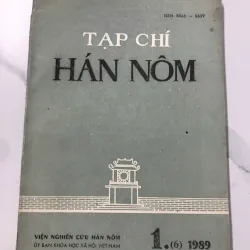 TẠP CHÍ
HÁN NÔM
VIỆN NGHIÊN CỨU HÁN NÔM
ỦY BAN KHOA HỌC XÃ HỘI VIỆT NAM
1.(6) 1989